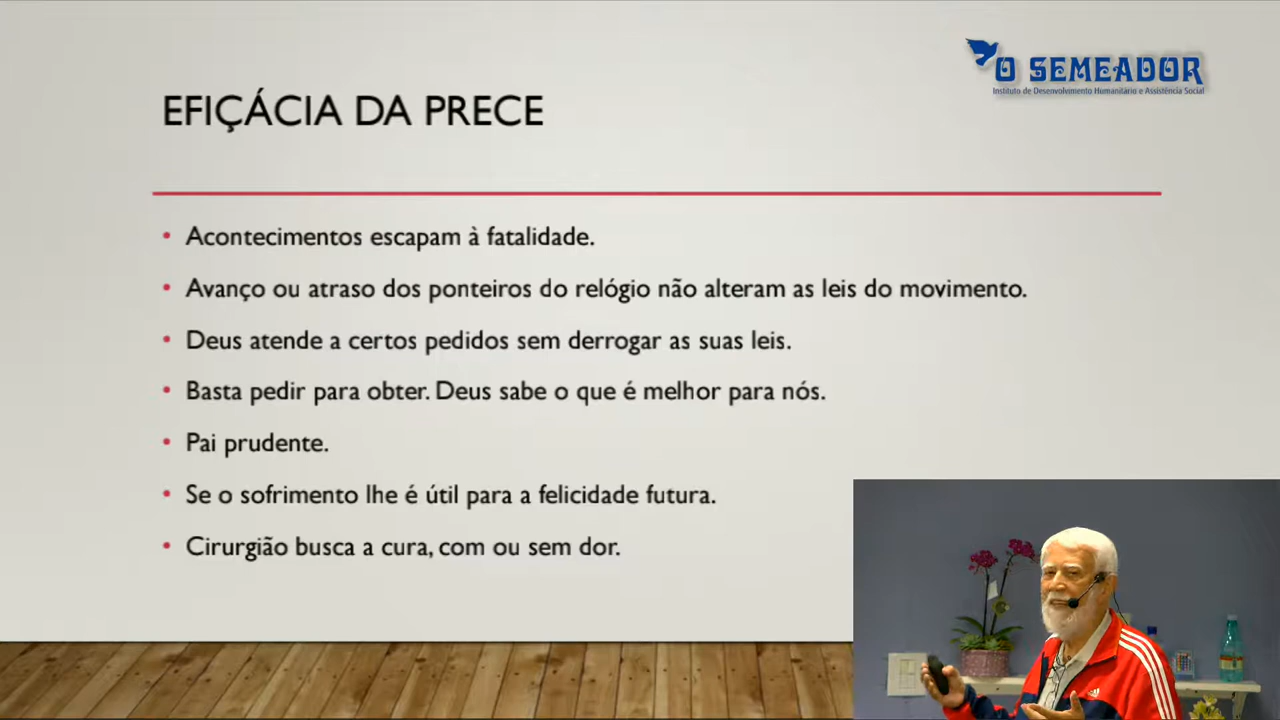 O SEMEADOR
Instituto de Desenvolvimento Humanitário e Assistência Social
EFIÇÁCIA DA PRECE
• Acontecimentos escapam à fatalidade.
• Avanço ou atraso dos ponteiros do relógio não alteram as leis do movimento.
• Deus atende a certos pedidos sem derrogar as suas leis.
• Basta pedir para obter. Deus sabe o que é melhor para nós.
• Pai prudente.
• Se o sofrimento lhe é útil para a felicidade futura.
• Cirurgião busca a cura, com ou sem dor.
adidas